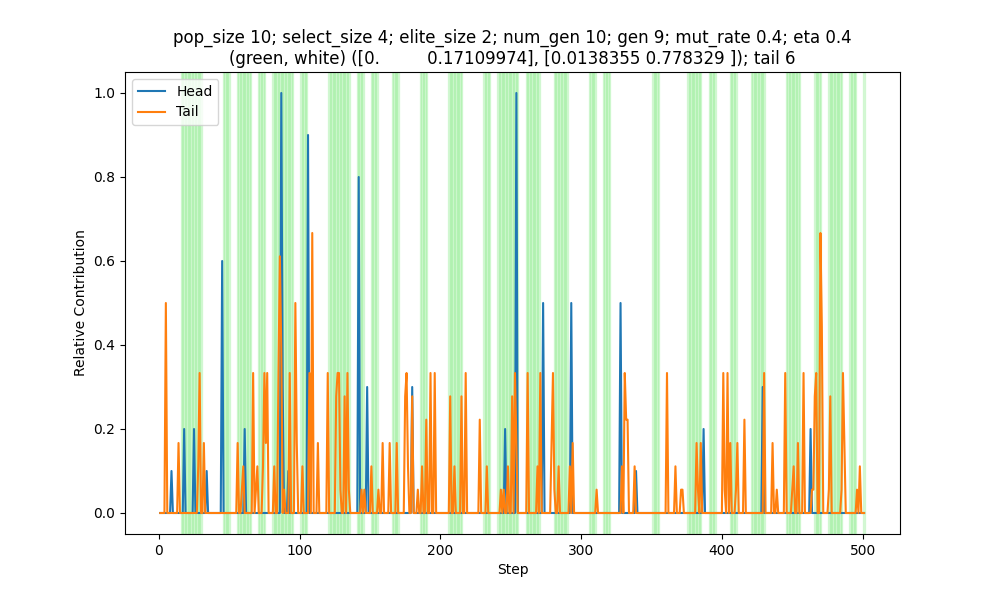 pop_size 10; select_size 4; elite_size 2; num_gen 10; gen 9; mut_rate 0.4; eta 0.4
(green, white) ([0. 0.17109974], [0.0138355 0.778329 ]); tail 6
Head
Tail
1.0
0.8
0.6
0.4
0.2
0.0
Relative Contribution
0 100 200 300 400 500
Step